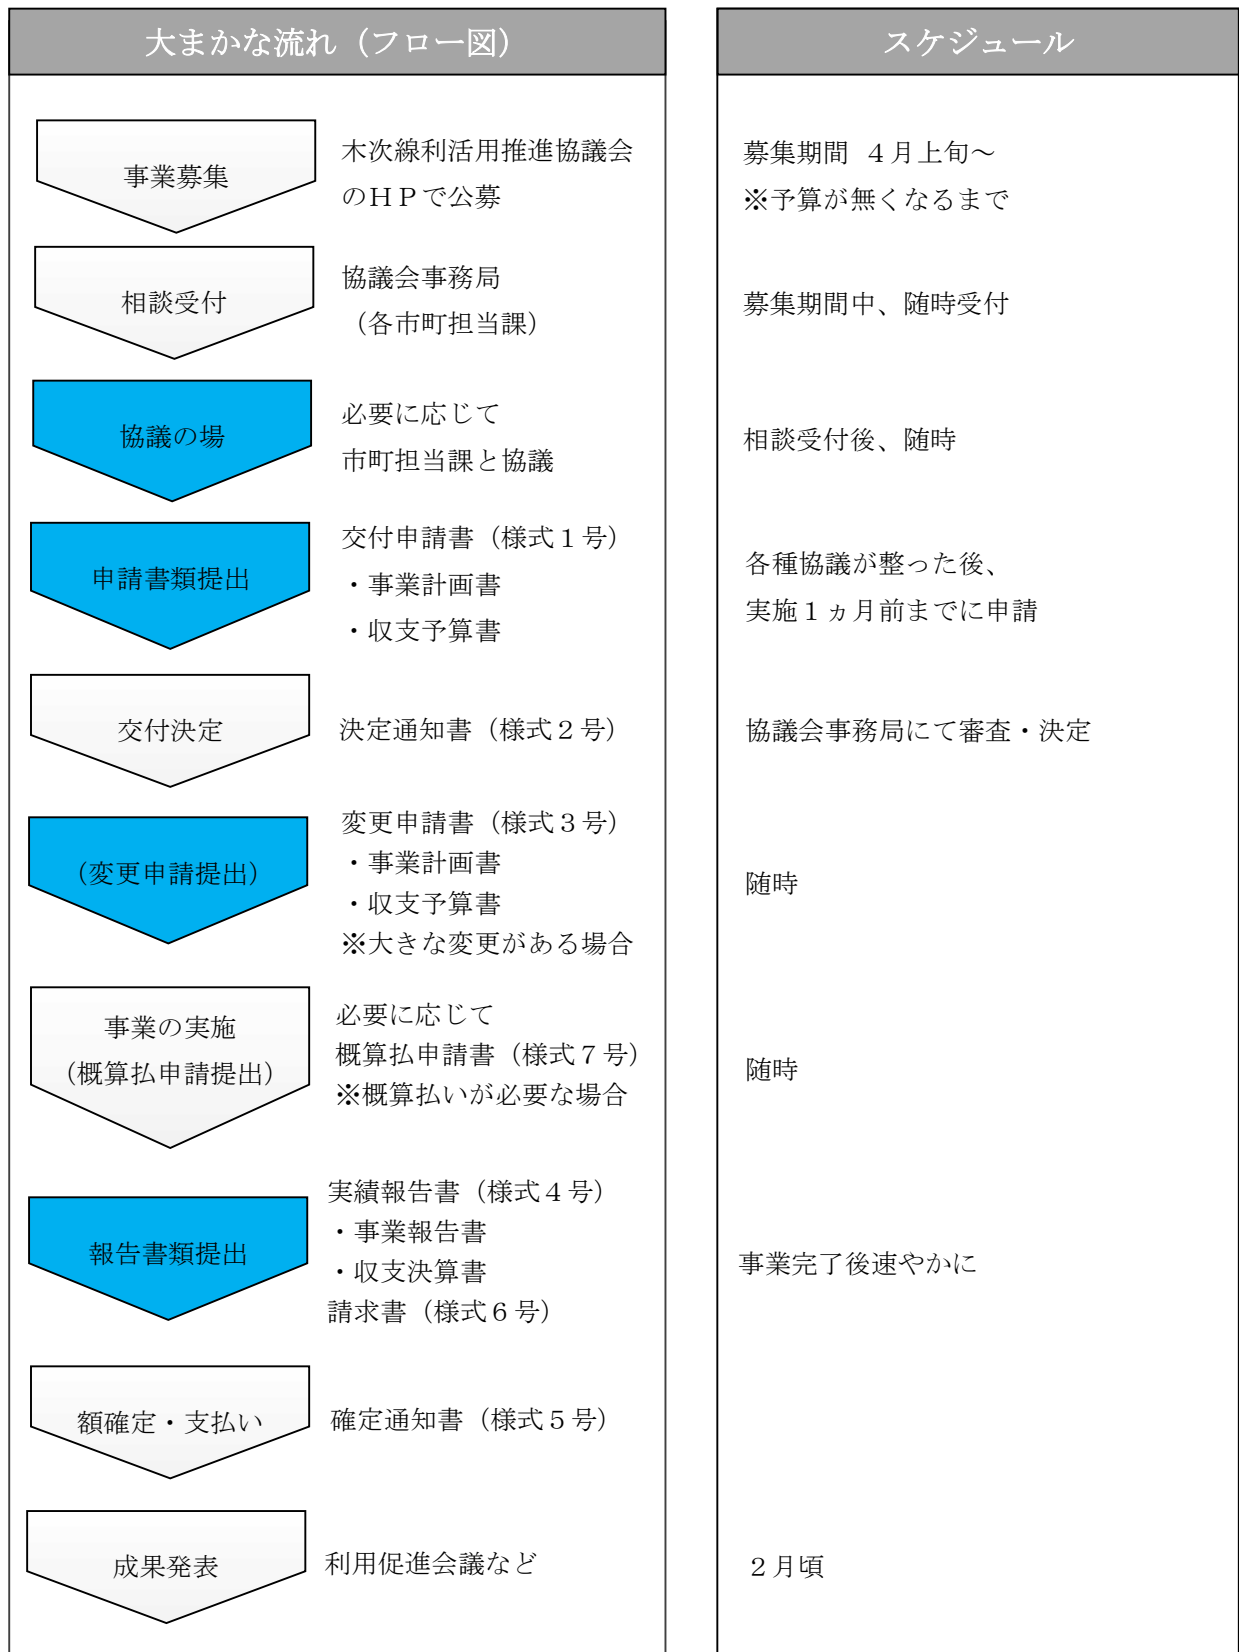 大まかな流れ（フロー図）
スケジュール
事業募集
木次線利活用推進協議会
のＨＰで公募
募集期間 ４月上旬～
※予算が無くなるまで
相談受付
協議会事務局
（各市町担当課）
募集期間中、随時受付
協議の場
必要に応じて
市町担当課と協議
相談受付後、随時
申請書類提出
交付申請書（様式１号）
・事業計画書
・収支予算書
各種協議が整った後、
実施１ヵ月前までに申請
交付決定
決定通知書（様式２号）
協議会事務局にて審査・決定
（変更申請提出）
変更申請書（様式３号）
・事業計画書
・収支予算書
※大きな変更がある場合
随時
事業の実施
（概算払申請提出）
必要に応じて
概算払申請書（様式７号）
※概算払いが必要な場合
随時
報告書類提出
実績報告書（様式４号）
・事業報告書
・収支決算書
請求書（様式６号）
事業完了後速やかに
額確定・支払い
確定通知書（様式５号）
成果発表
利用促進会議など
２月頃